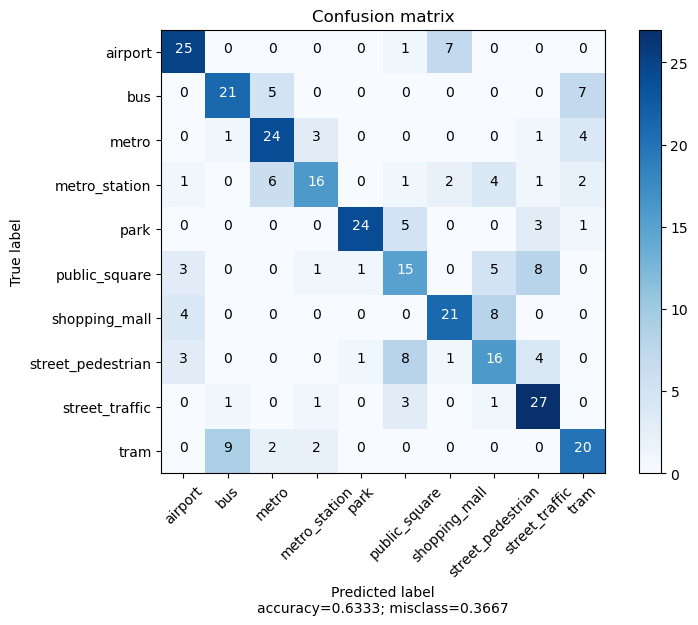 Confusion matrix
True label
airport 25 0 0 0 0 1 7 0 0 0
bus 0 21 5 0 0 0 0 0 0 7
metro 0 1 24 3 0 0 0 0 1 4
metro_station 1 0 6 16 0 1 2 4 1 2
park 0 0 0 0 24 5 0 0 3 1
public_square 3 0 0 1 1 15 0 5 8 0
shopping_mall 4 0 0 0 0 0 21 8 0 0
street_pedestrian 3 0 0 0 1 8 1 16 4 0
street_traffic 0 1 0 1 0 3 0 1 27 0
tram 0 9 2 2 0 0 0 0 0 20
airport bus metro metro_station park public_square shopping_mall street_pedestrian street_traffic tram
Predicted label
accuracy=0.6333; misclass=0.3667
25
20
15
10
5
0